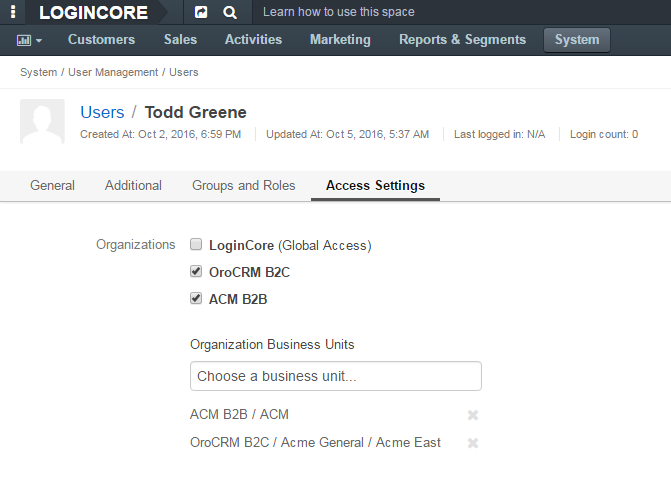 LOGINCORE Learn how to use this space
Customers Sales Activities Marketing Reports & Segments System
System / User Management / Users
Users / Todd Greene
Created At: Oct 2, 2016, 6:59 PM Updated At: Oct 5, 2016, 5:37 AM Last logged in: N/A Login count: 0
General Additional Groups and Roles Access Settings
Organizations LoginCore (Global Access)
OroCRM B2C
ACM B2B
Organization Business Units
Choose a business unit...
ACM B2B / ACM
OroCRM B2C / Acme General / Acme East